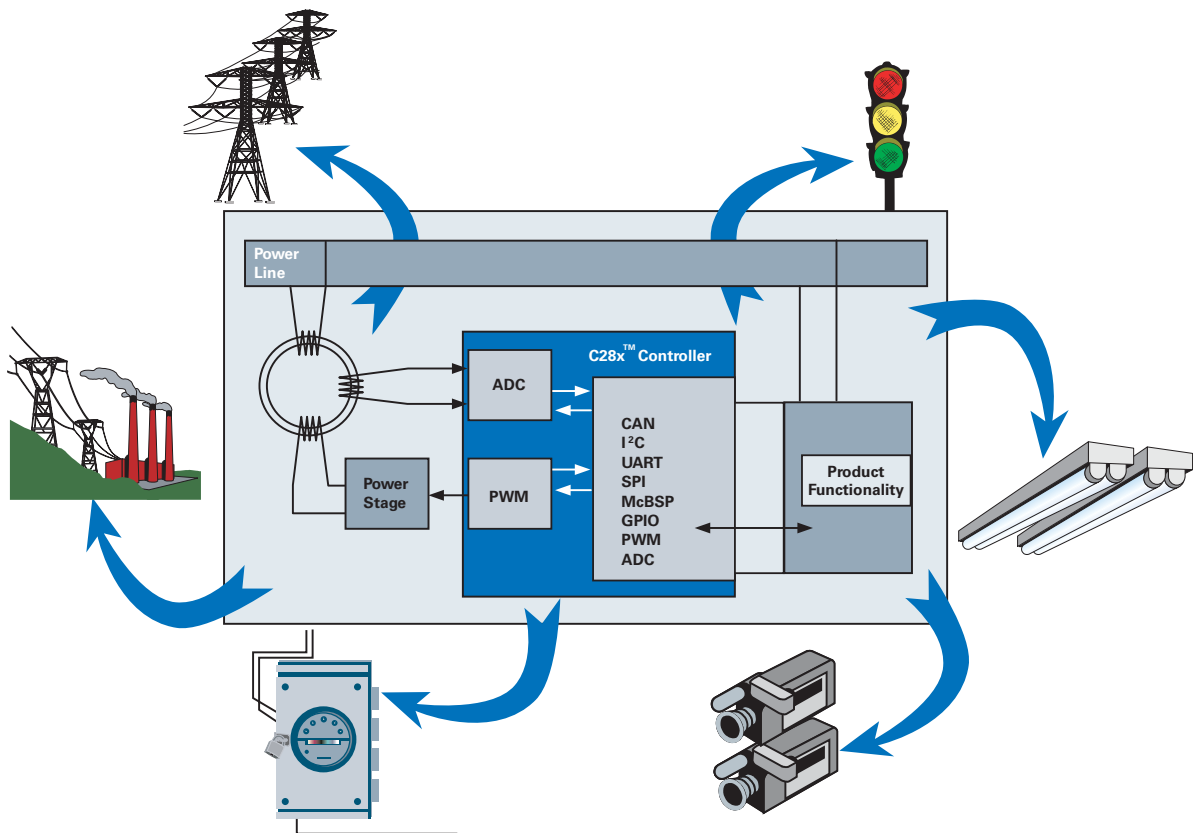 Power
Line
C28x™ Controller
ADC
CAN
I²C
UART
SPI
McBSP
GPIO
PWM
ADC
Product
Functionality
Power
Stage
PWM